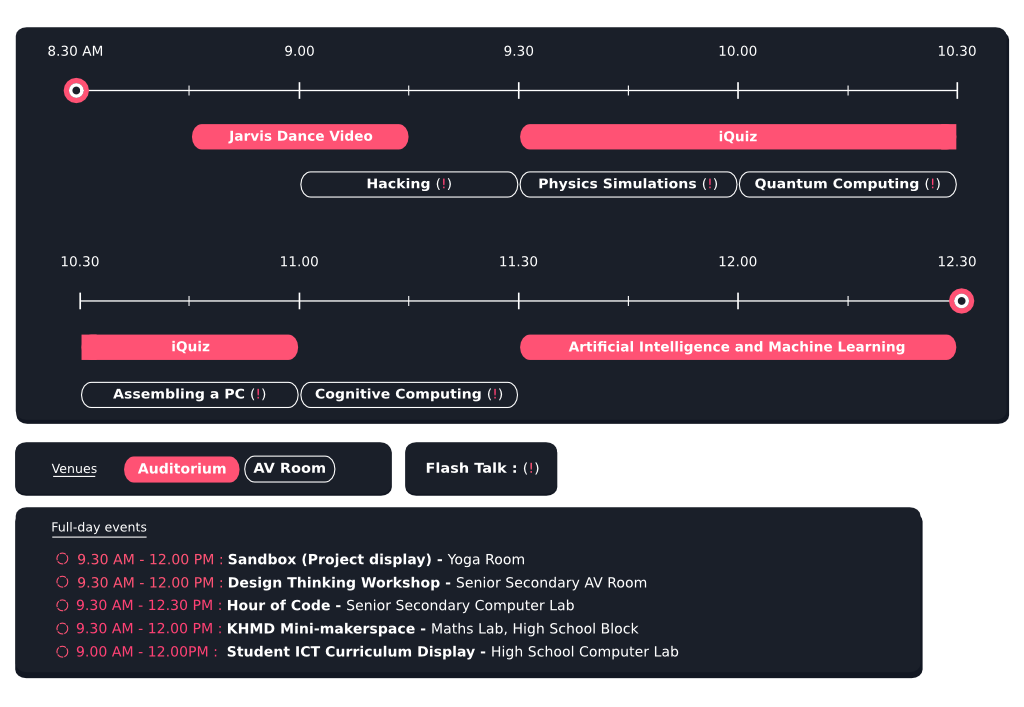 8.30 AM 9.00 9.30 10.00 10.30
Jarvis Dance Video iQuiz
Hacking (!) Physics Simulations (!) Quantum Computing (!)
10.30 11.00 11.30 12.00 12.30
iQuiz Artificial Intelligence and Machine Learning
Assembling a PC (!) Cognitive Computing (!)
Venues Auditorium AV Room Flash Talk : (!)
Full-day events
9.30 AM - 12.00 PM : Sandbox (Project display) - Yoga Room
9.30 AM - 12.00 PM : Design Thinking Workshop - Senior Secondary AV Room
9.30 AM - 12.30 PM : Hour of Code - Senior Secondary Computer Lab
9.30 AM - 12.00 PM : KHMD Mini-makerspace - Maths Lab, High School Block
9.00 AM - 12.00PM : Student ICT Curriculum Display - High School Computer Lab